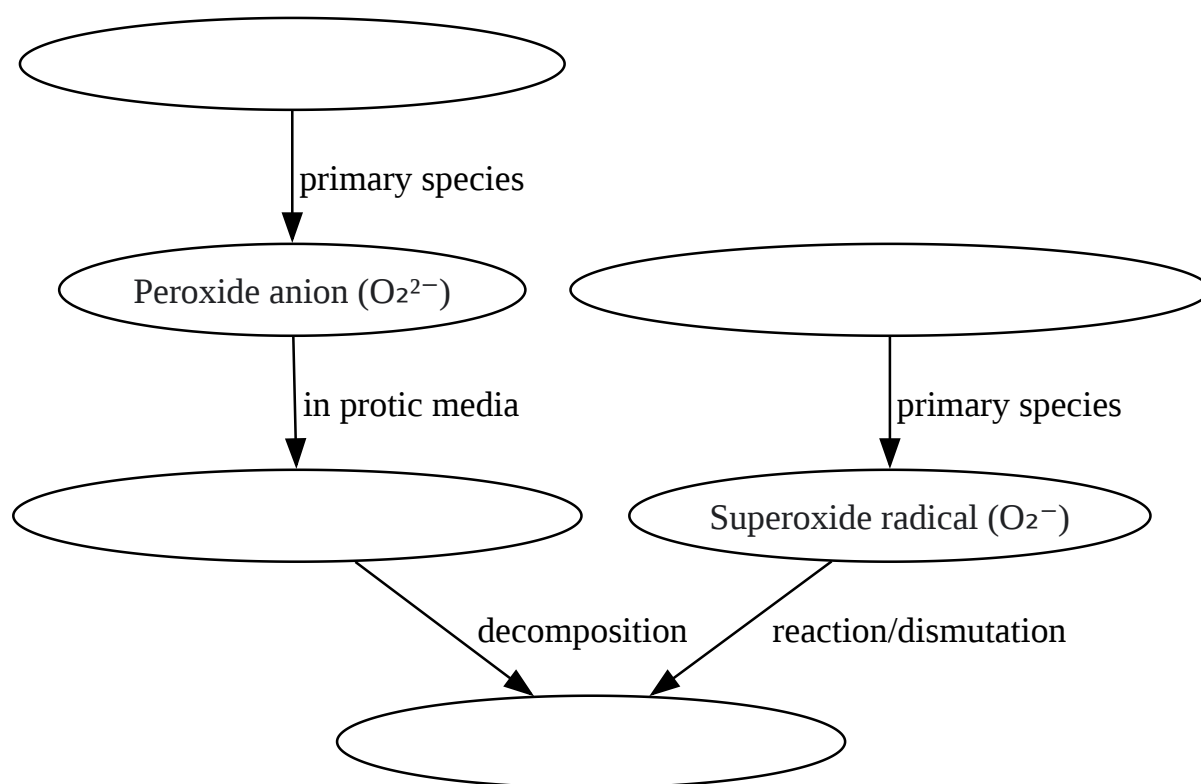 primary species
Peroxide anion (O₂²⁻)
in protic media
primary species
Superoxide radical (O₂⁻)
decomposition
reaction/dismutation